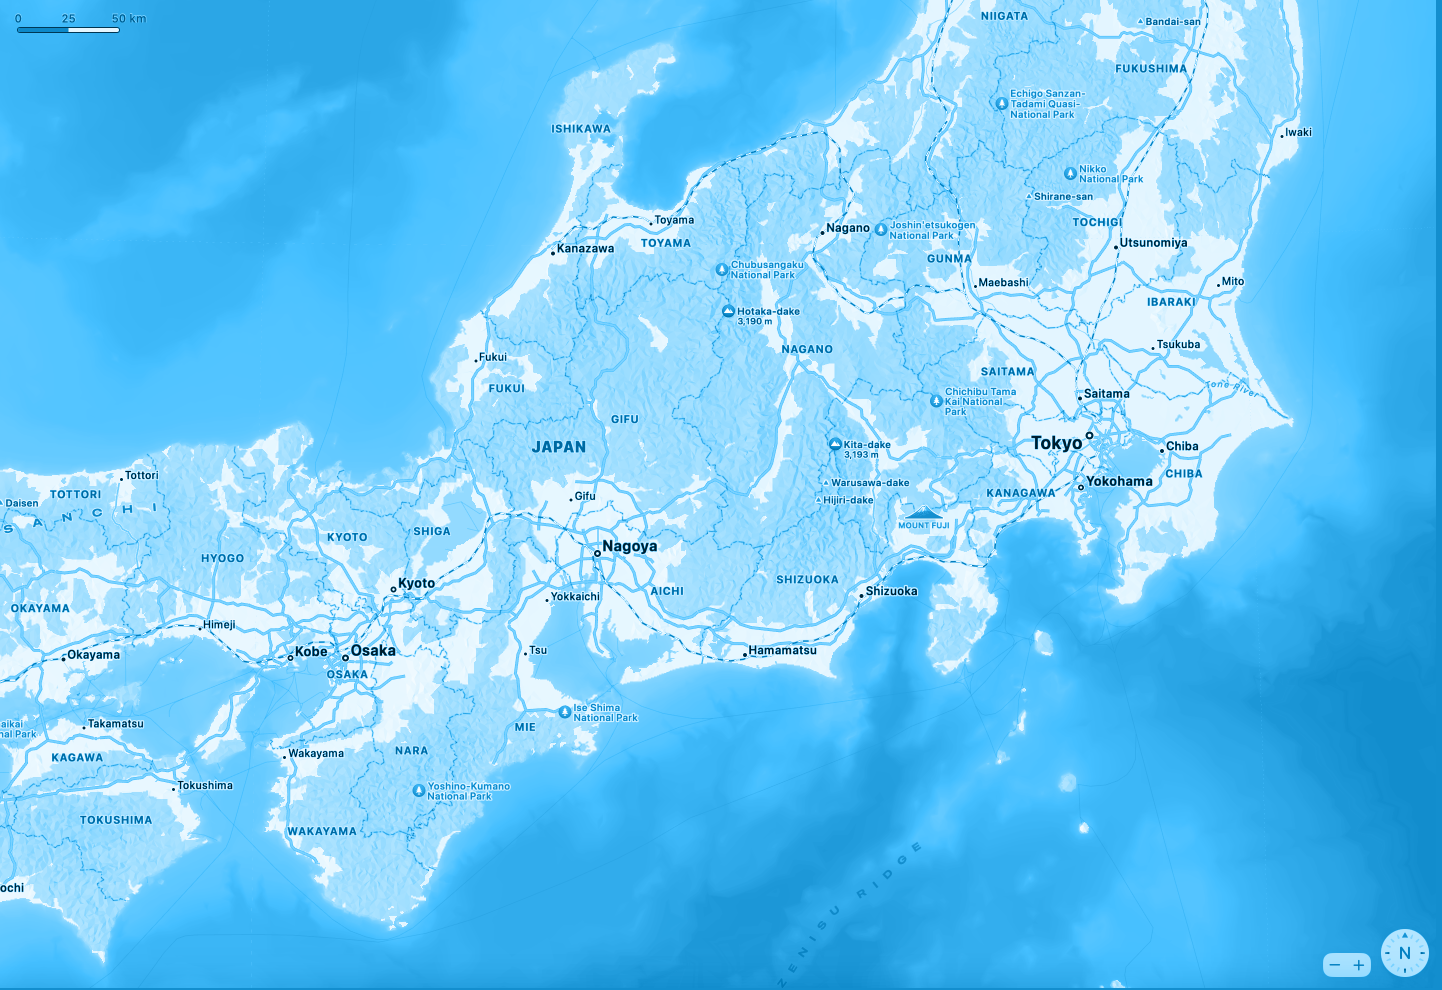 0 25 50 km
NIIGATA
Bandai-san
FUKUSHIMA
Echigo Sanzan-
Tadami Quasi-
National Park
ISHIKAWA
Iwaki
Nikko
National Park
Shirane-san
Toyama
TOCHIGI
Nagano
Joshin'etsukogen
National Park
Kanazawa
TOYAMA
Utsunomiya
GUNMA
Chubusangaku
National Park
Maebashi
Mito
IBARAKI
Hotaka-dake
3,190 m
Tsukuba
NAGANO
Fukui
SAITAMA
FUKUI
Tone River
Chichibu Tama
Kai National
Park
Saitama
GIFU
Tokyo
JAPAN
Kita-dake
3,193 m
Chiba
CHIBA
Tottori
Yokohama
Warusawa-dake
TOTTORI
KANAGAWA
Gifu
Hijiri-dake
Daisen
SANCHI
MOUNT FUJI
SHIGA
KYOTO
Nagoya
HYOGO
SHIZUOKA
Kyoto
AICHI
Shizuoka
Yokkaichi
OKAYAMA
Himeji
Kobe
Osaka
Tsu
Hamamatsu
Okayama
OSAKA
Ise Shima
National Park
aikai
nal Park
Takamatsu
MIE
NARA
Wakayama
KAGAWA
Tokushima
Yoshino-Kumano
National Park
TOKUSHIMA
WAKAYAMA
ochi
ZENISU RIDGE
N
− +